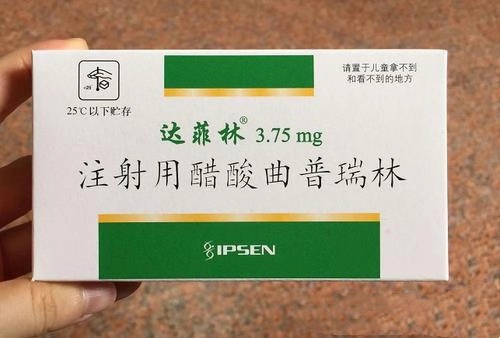 请置于儿童拿不到
和看不到的地方
<25
25℃以下贮存
达菲林® 3.75 mg
注射用醋酸曲普瑞林
IPSEN